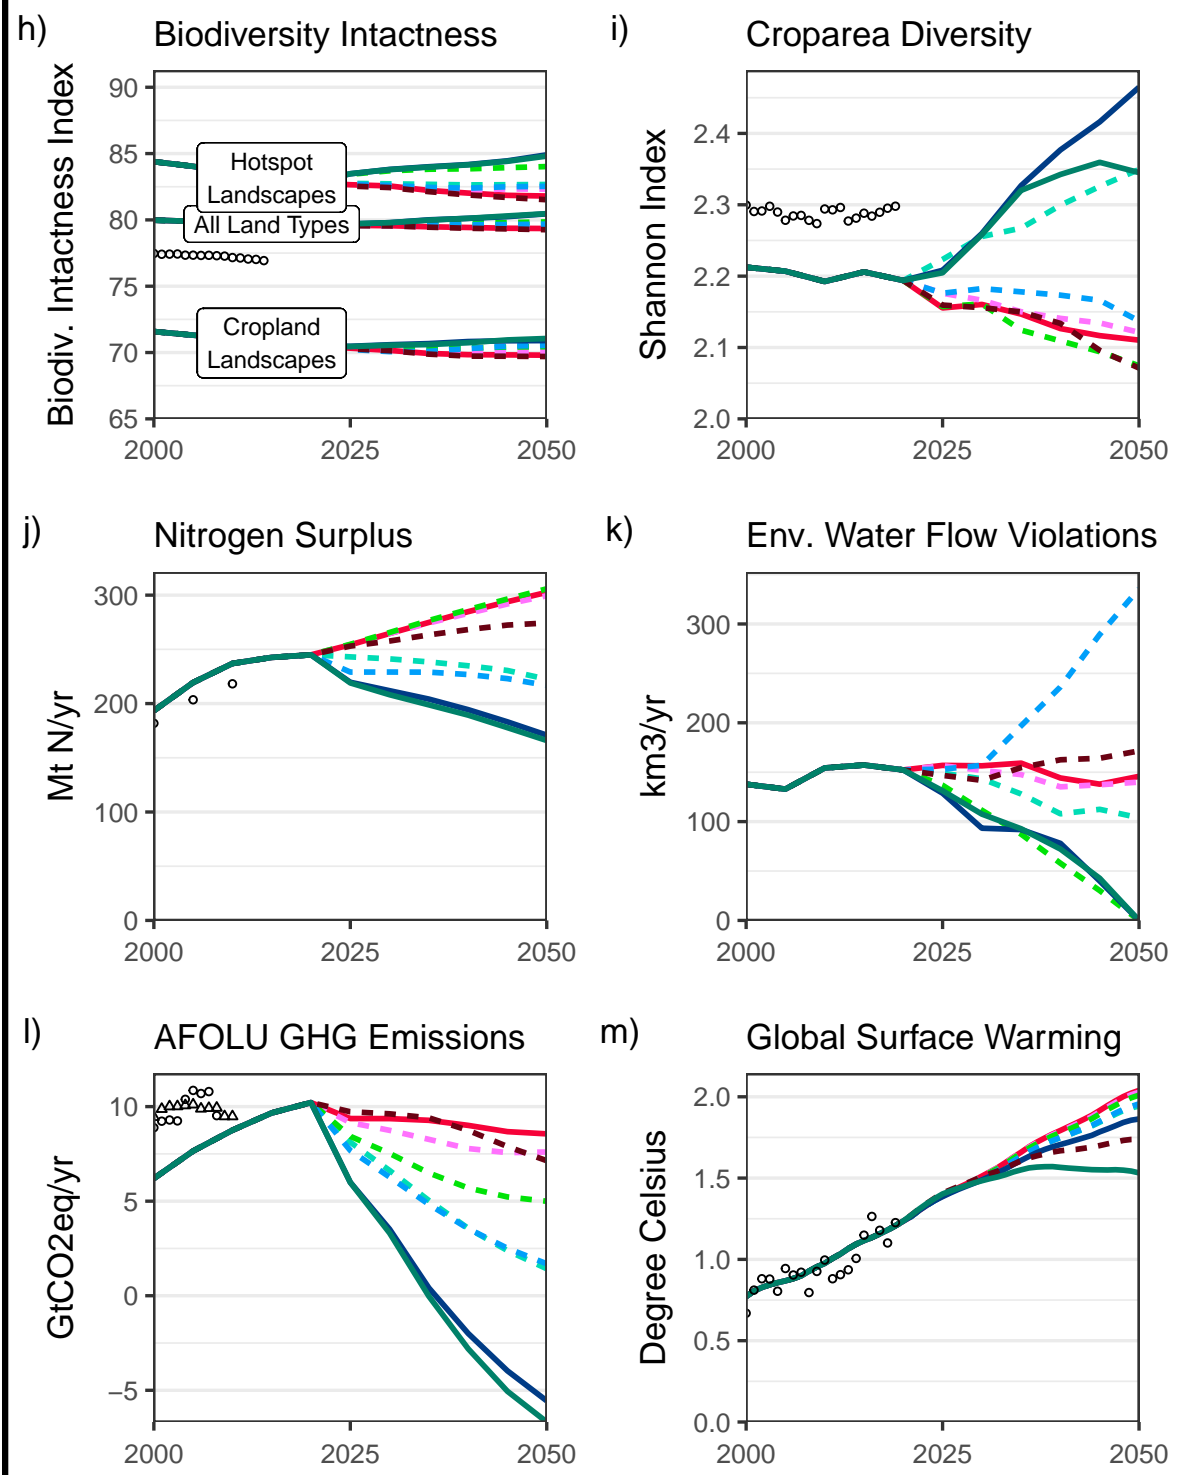 h) Biodiversity Intactness
Biodiv. Intactness Index
90
85
80
75
70
65
Hotspot
Landscapes
All Land Types
Cropland
Landscapes
2000 2025 2050
i) Croparea Diversity
Shannon Index
2.4
2.3
2.2
2.1
2.0
2000 2025 2050
j) Nitrogen Surplus
Mt N/yr
300
200
100
0
2000 2025 2050
k) Env. Water Flow Violations
km3/yr
300
200
100
0
2000 2025 2050
l) AFOLU GHG Emissions
GtCO2eq/yr
10
5
0
−5
2000 2025 2050
m) Global Surface Warming
Degree Celsius
2.0
1.5
1.0
0.5
0.0
2000 2025 2050